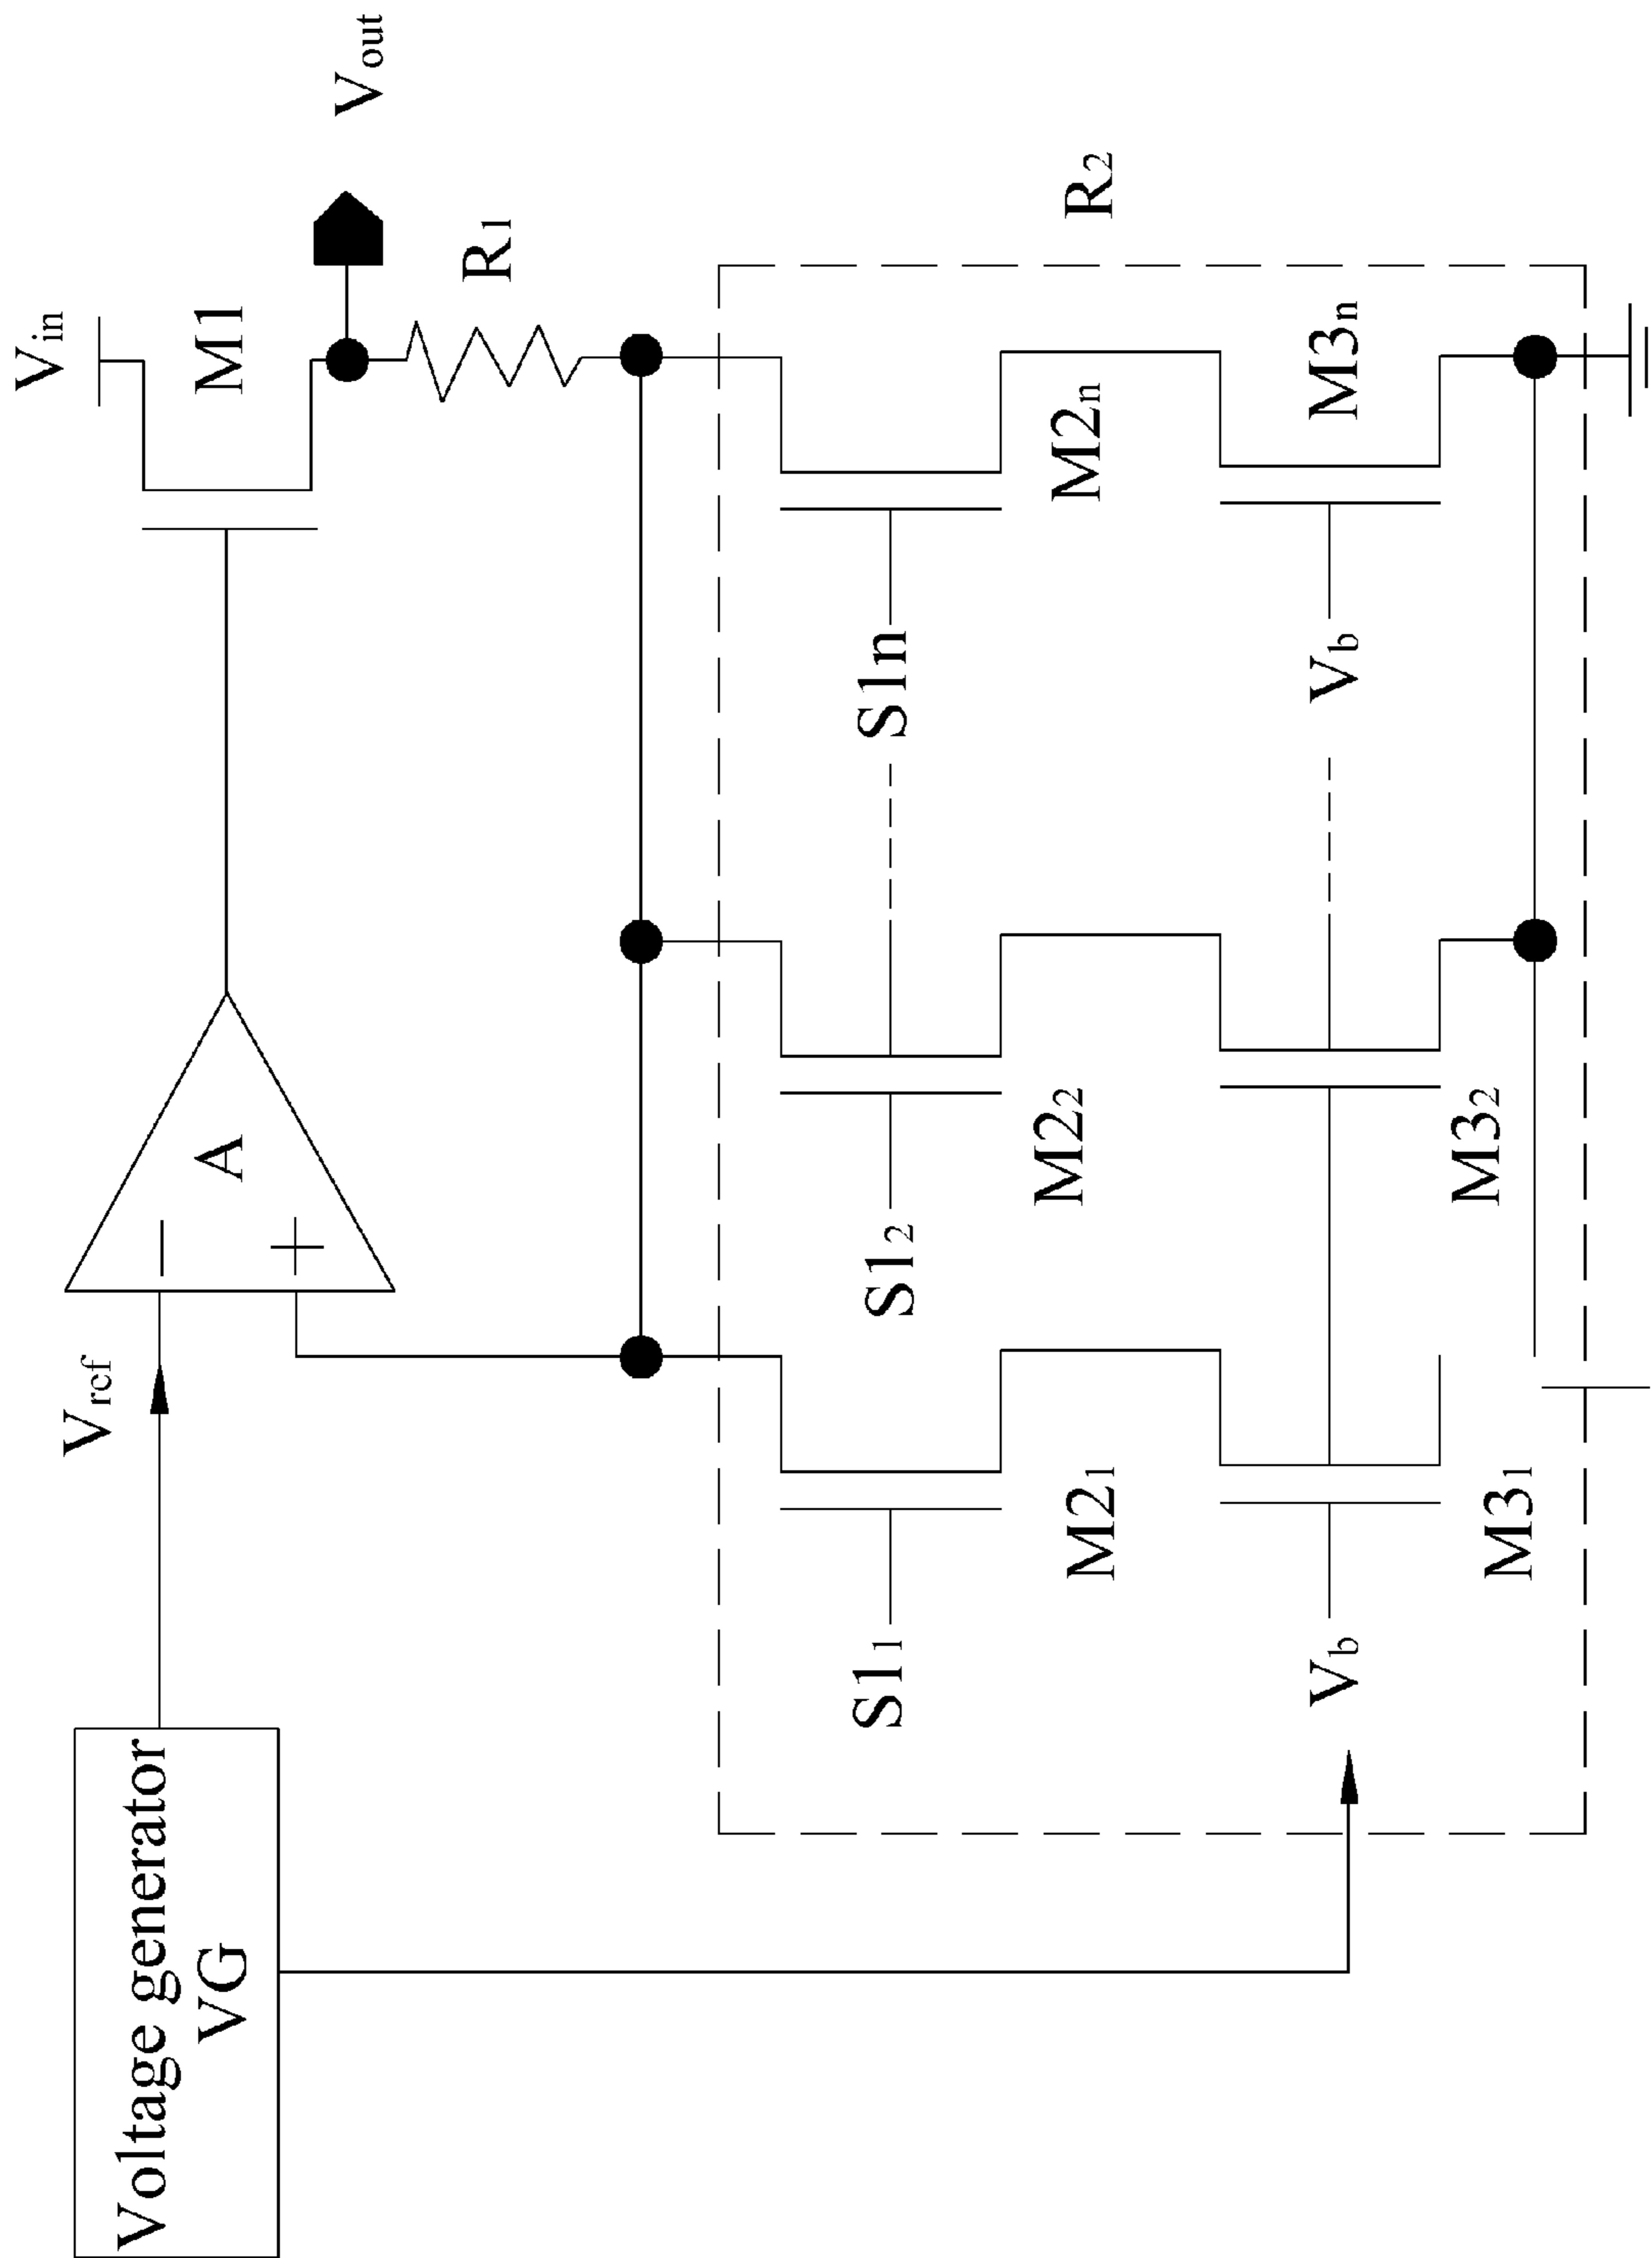 Voltage generator
VG
Vrcf
A
−
+
Vin
M1
Vout
R1
R2
S11
M21
S12
M22
S1n
M2n
Vb
M31
M32
Vb
M3n